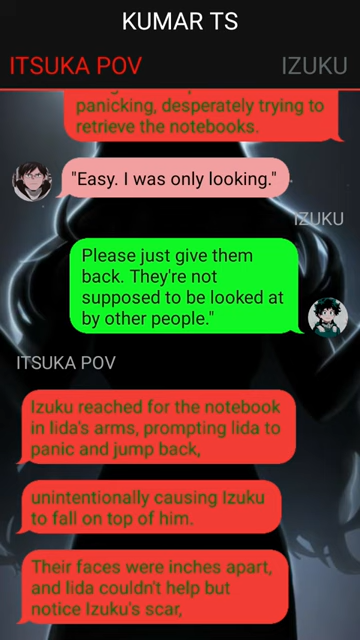 KUMAR TS
ITSUKA POV
IZUKU
panicking, desperately trying to
retrieve the notebooks.
"Easy. I was only looking."
IZUKU
Please just give them
back. They're not
supposed to be looked at
by other people."
ITSUKA POV
Izuku reached for the notebook
in Iida's arms, prompting Iida to
panic and jump back,
unintentionally causing Izuku
to fall on top of him.
Their faces were inches apart,
and Iida couldn't help but
notice Izuku's scar,